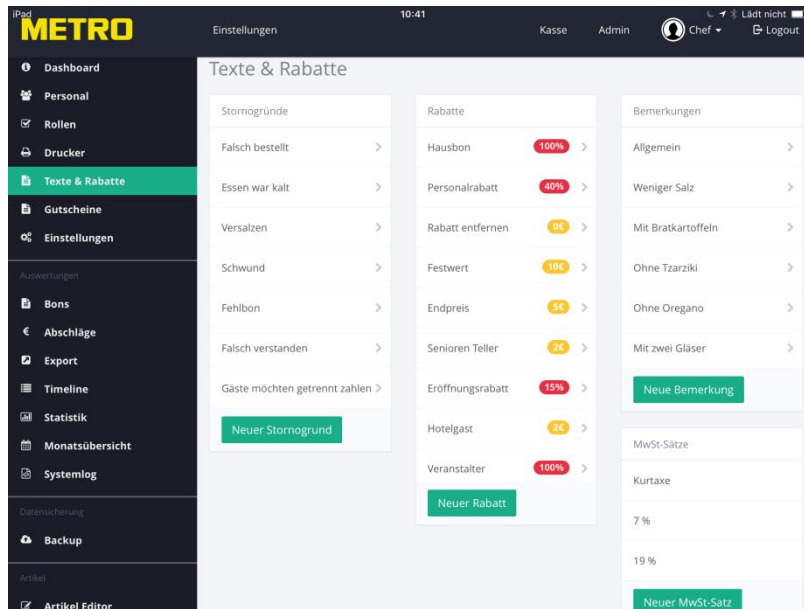 iPad
10:41
Lädt nicht
METRO
Einstellungen
Kasse
Admin
Chef
Logout
Dashboard
Personal
Rollen
Drucker
Texte & Rabatte
Gutscheine
Einstellungen
Auswertungen
Bons
€ Abschläge
Export
Timeline
Statistik
Monatsübersicht
Systemlog
Datensicherung
Backup
Artikel
Artikel Editor
Texte & Rabatte
Stornogründe
Falsch bestellt
Essen war kalt
Versalzen
Schwund
Fehlbon
Falsch verstanden
Gäste möchten getrennt zahlen
Neuer Stornogrund
Rabatte
Hausbon 100%
Personalrabatt 40%
Rabatt entfernen 0€
Festwert 10€
Endpreis 5€
Senioren Teller 2€
Eröffnungsrabatt 15%
Hotelgast 2€
Veranstalter 100%
Neuer Rabatt
Bemerkungen
Allgemein
Weniger Salz
Mit Bratkartoffeln
Ohne Tzarziki
Ohne Oregano
Mit zwei Gläser
Neue Bemerkung
MwSt-Sätze
Kurtaxe
7 %
19 %
Neuer MwSt-Satz